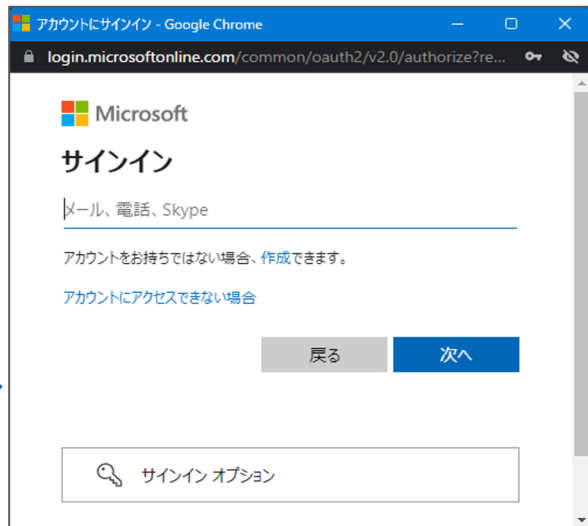 アカウントにサインイン - Google Chrome
login.microsoftonline.com/common/oauth2/v2.0/authorize?re...
Microsoft
サインイン
メール、電話、Skype
アカウントをお持ちではない場合、作成できます。
アカウントにアクセスできない場合
戻る 次へ
サインイン オプション